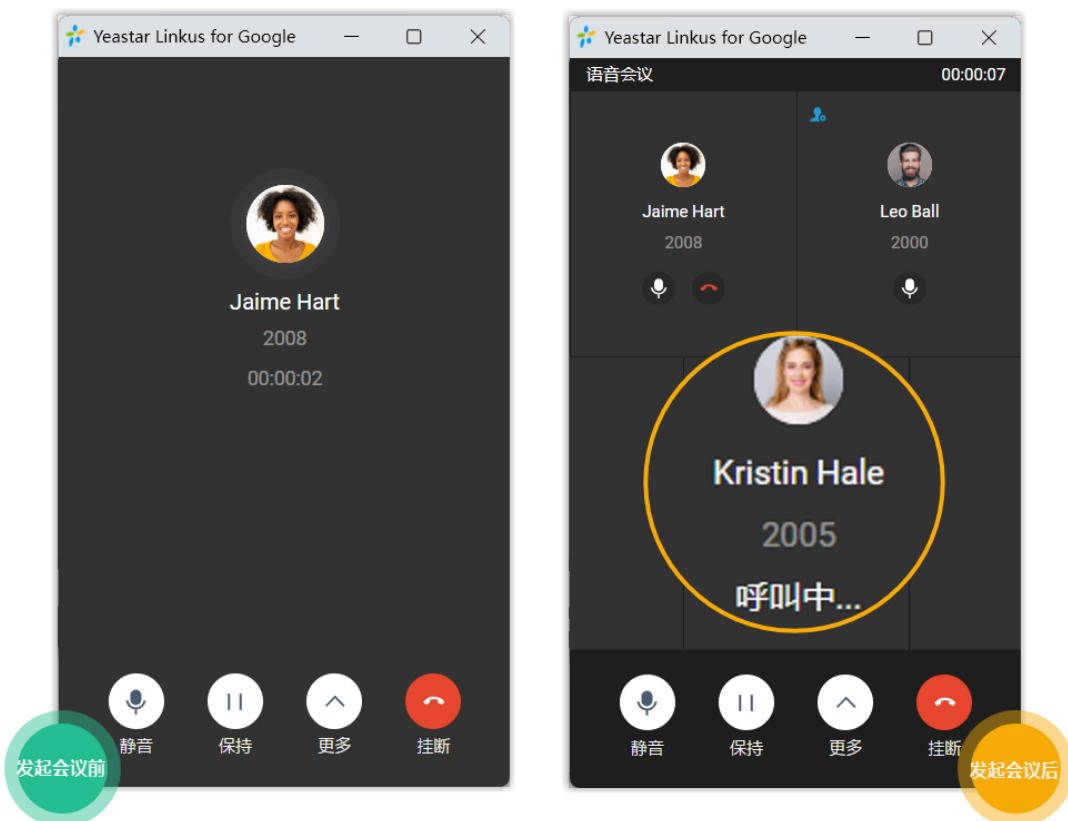 Yeastar Linkus for Google
Jaime Hart
2008
00:00:02
静音
保持
更多
挂断
发起会议前
Yeastar Linkus for Google
语音会议
00:00:07
Jaime Hart
2008
Leo Ball
2000
Kristin Hale
2005
呼叫中...
静音
保持
更多
挂断
发起会议后